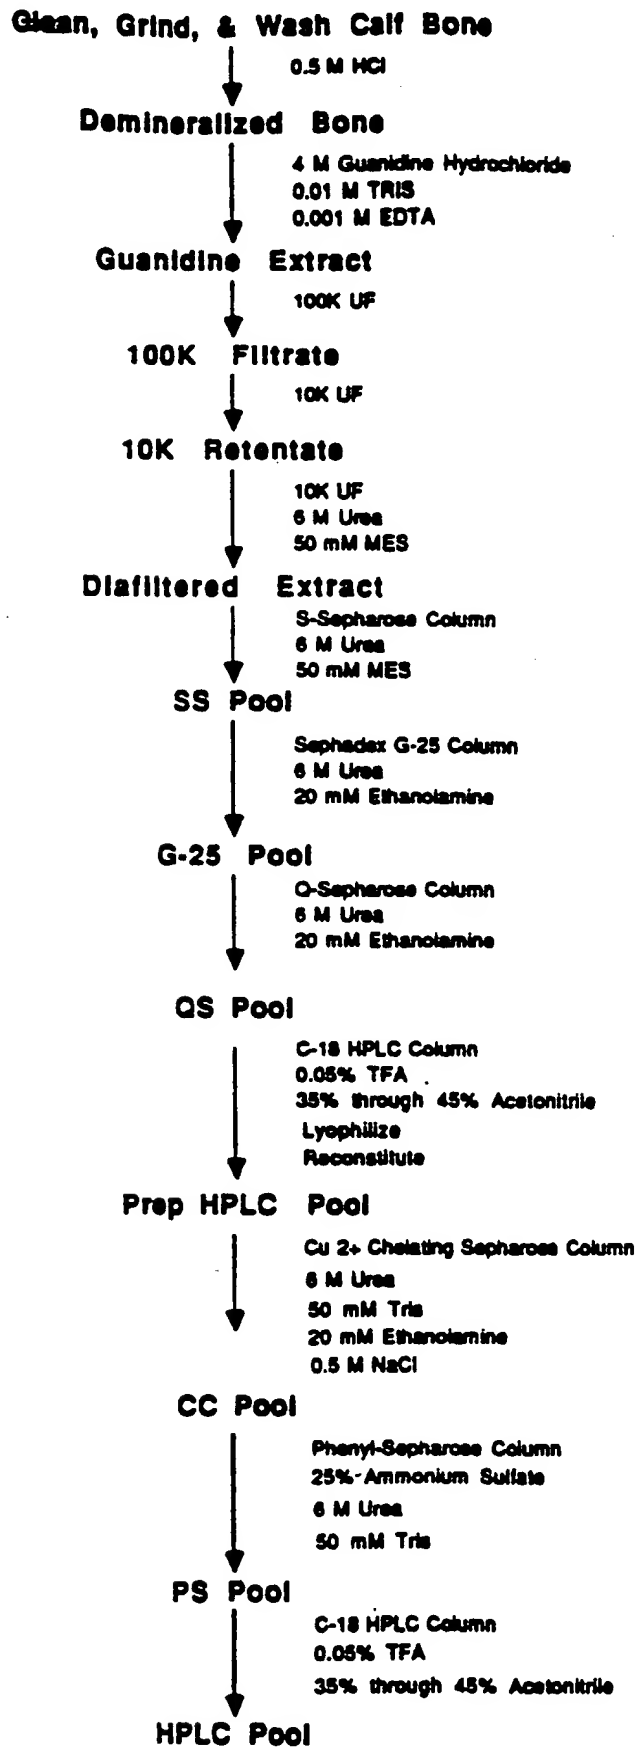 Clean, Grind, & Wash Calf Bone
0.5 M HCl
Demineralized Bone
4 M Guanidine Hydrochloride
0.01 M TRIS
0.001 M EDTA
Guanidine Extract
100K UF
100K Filtrate
10K UF
10K Retentate
10K UF
6 M Urea
50 mM MES
Diafiltered Extract
S-Sepharose Column
6 M Urea
50 mM MES
SS Pool
Sephadex G-25 Column
6 M Urea
20 mM Ethanolamine
G-25 Pool
Q-Sepharose Column
6 M Urea
20 mM Ethanolamine
QS Pool
C-18 HPLC Column
0.05% TFA
35% through 45% Acetonitrile
Lyophilize
Reconstitute
Prep HPLC Pool
Cu 2+ Chelating Sepharose Column
6 M Urea
50 mM Tris
20 mM Ethanolamine
0.5 M NaCl
CC Pool
Phenyl-Sepharose Column
25%-Ammonium Sulfate
6 M Urea
50 mM Tris
PS Pool
C-18 HPLC Column
0.05% TFA
35% through 45% Acetonitrile
HPLC Pool